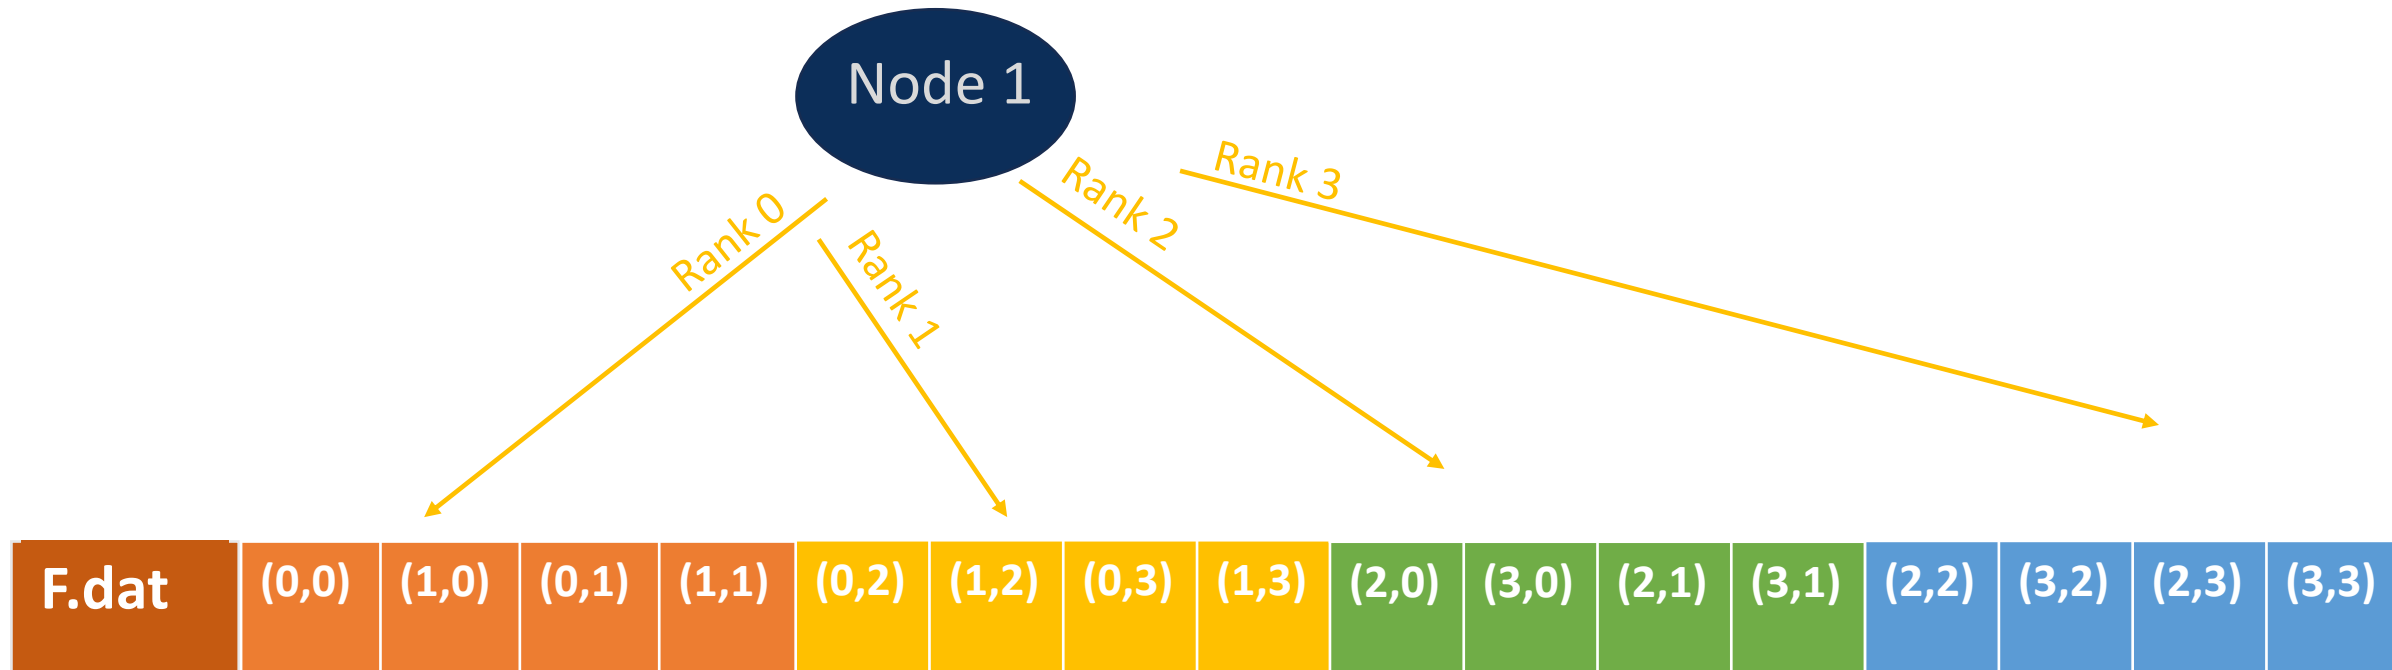 Node 1
Rank 0
Rank 1
Rank 2
Rank 3
F.dat (0,0) (1,0) (0,1) (1,1) (0,2) (1,2) (0,3) (1,3) (2,0) (3,0) (2,1) (3,1) (2,2) (3,2) (2,3) (3,3)